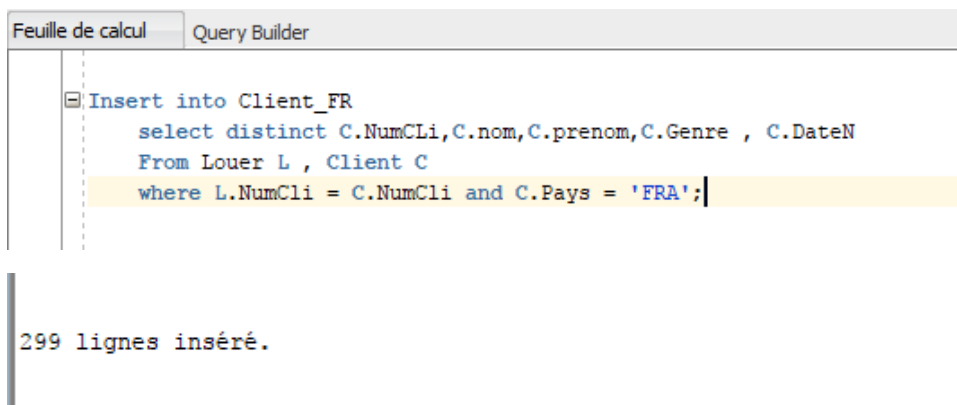 Feuille de calcul Query Builder
Insert into Client_FR
select distinct C.NumCLi,C.nom,C.prenom,C.Genre , C.DateN
From Louer L , Client C
where L.NumCli = C.NumCli and C.Pays = 'FRA';
299 lignes inséré.